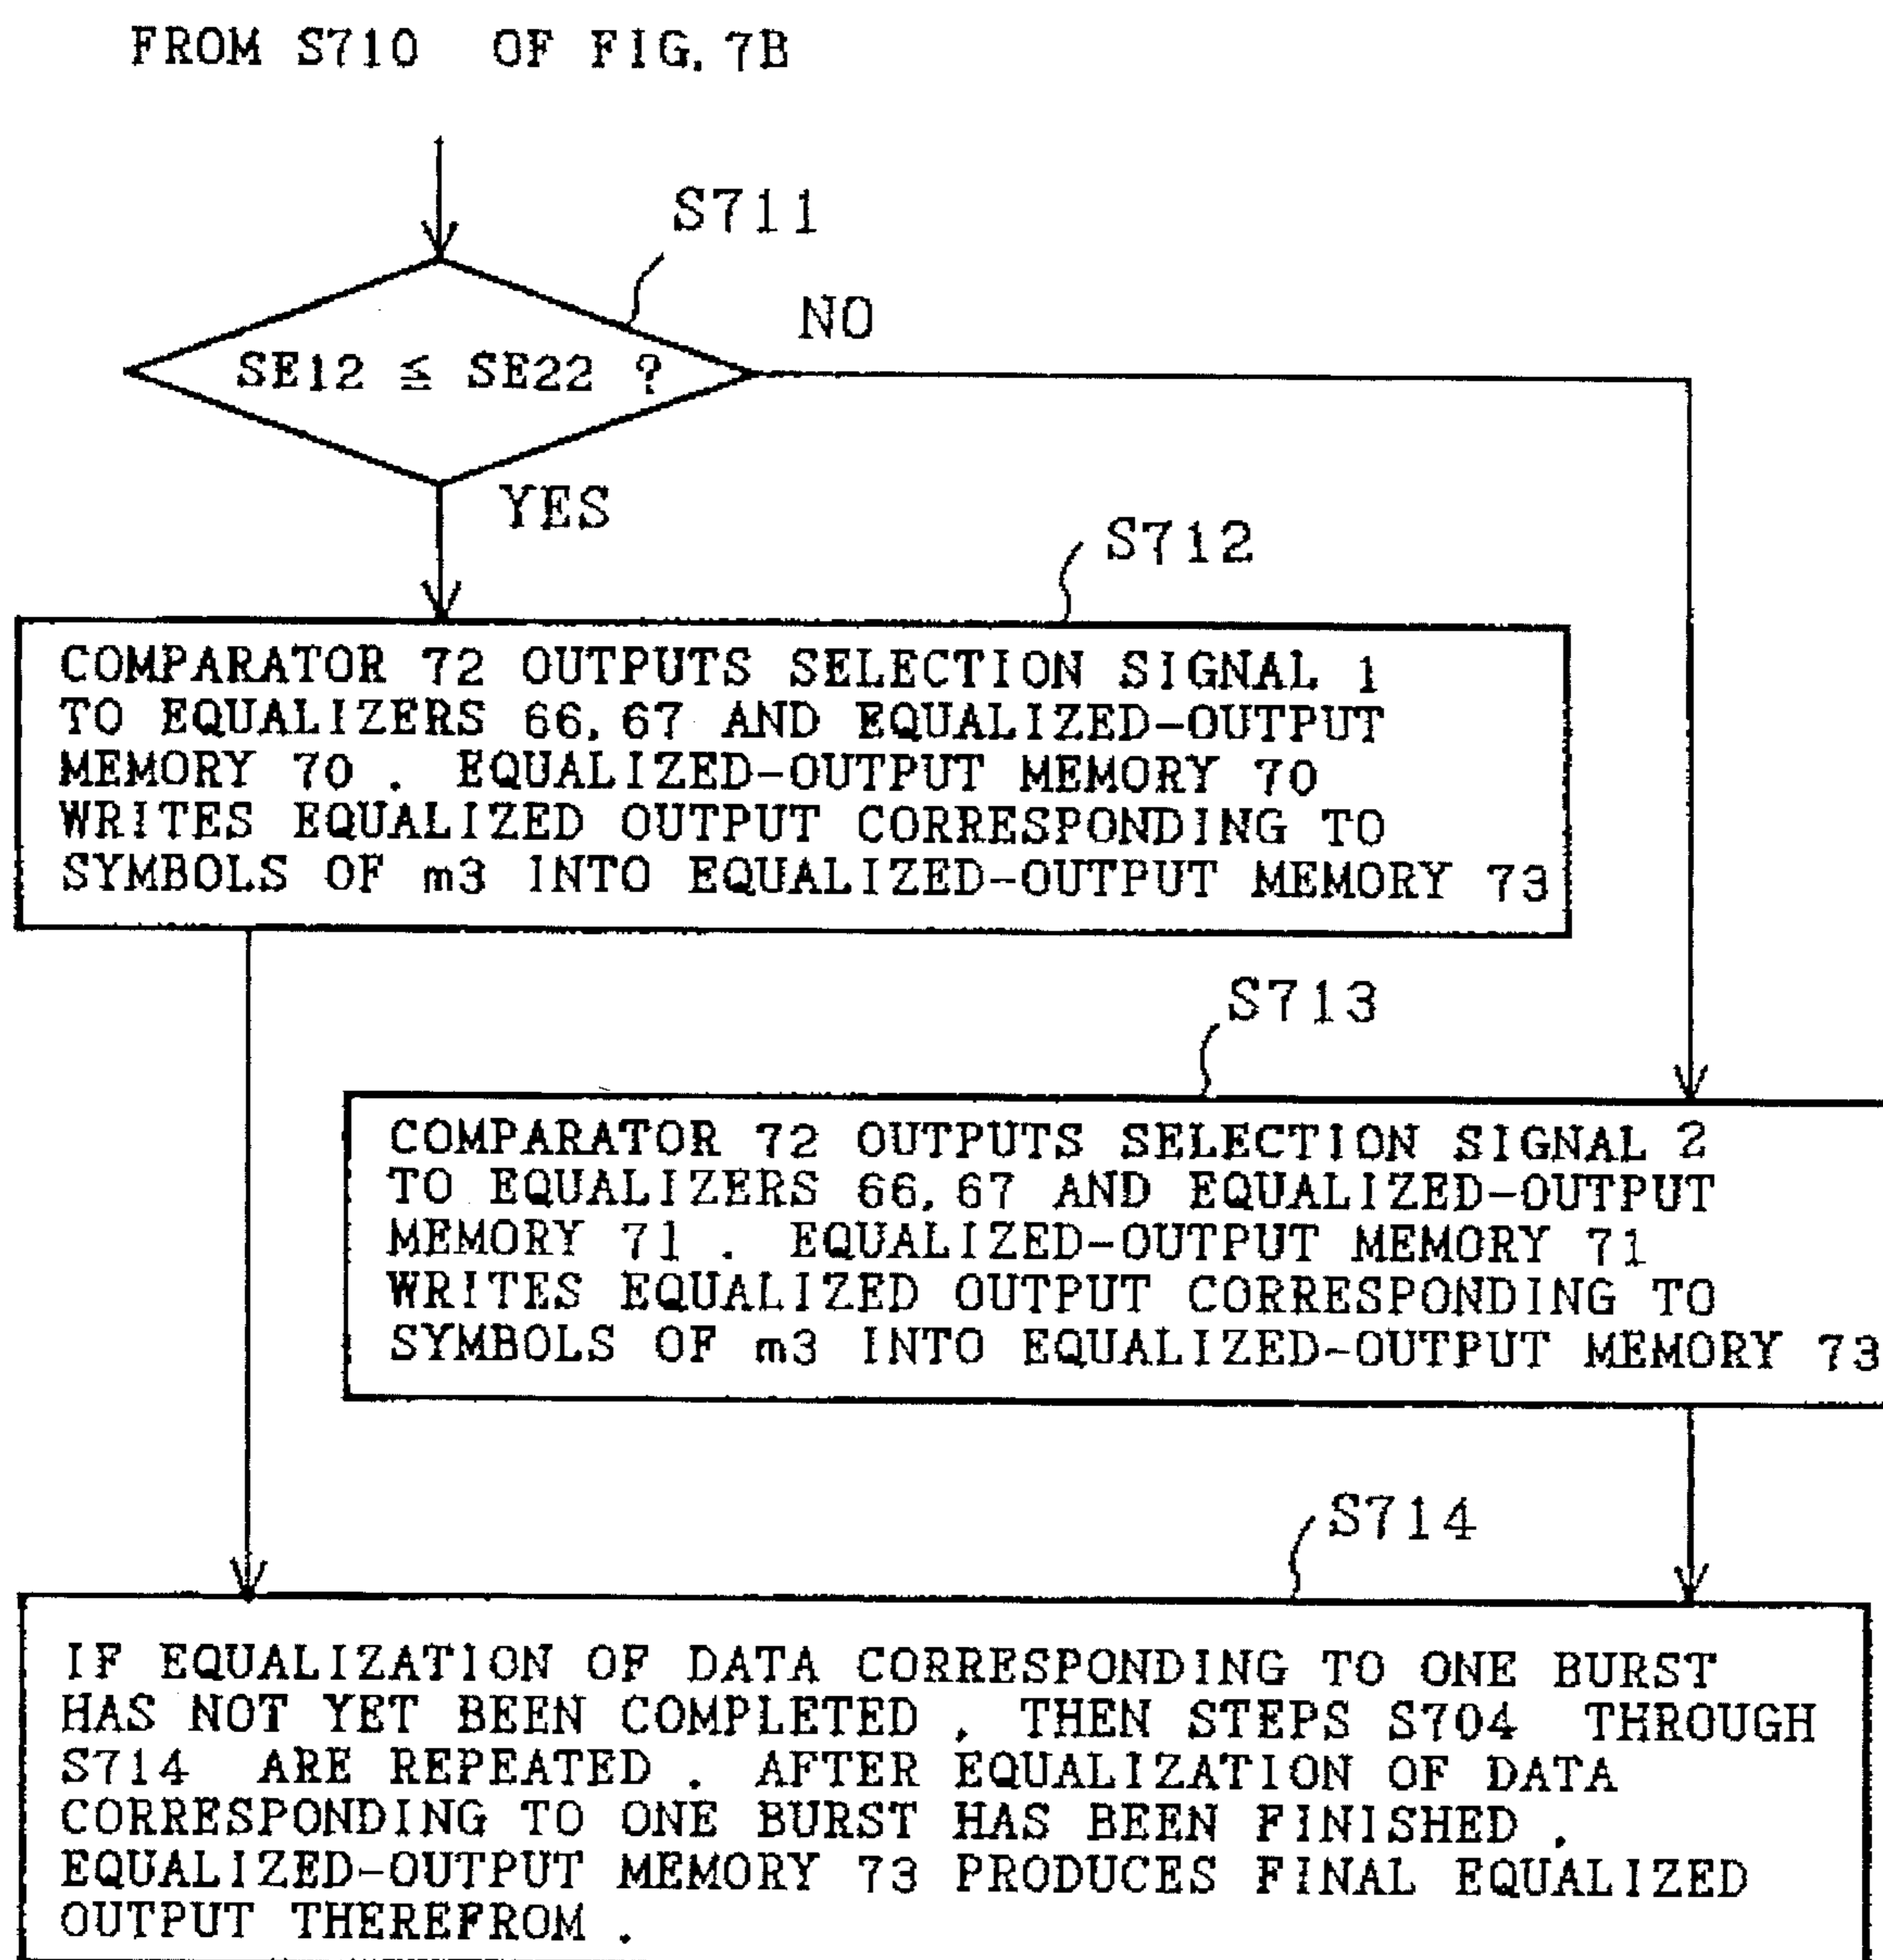 FROM S710 OF FIG. 7B
S711
NO
SE12 ≦ SE22 ?
YES
S712
COMPARATOR 72 OUTPUTS SELECTION SIGNAL 1
TO EQUALIZERS 66, 67 AND EQUALIZED-OUTPUT
MEMORY 70 . EQUALIZED-OUTPUT MEMORY 70
WRITES EQUALIZED OUTPUT CORRESPONDING TO
SYMBOLS OF m3 INTO EQUALIZED-OUTPUT MEMORY 73
S713
COMPARATOR 72 OUTPUTS SELECTION SIGNAL 2
TO EQUALIZERS 66, 67 AND EQUALIZED-OUTPUT
MEMORY 71 . EQUALIZED-OUTPUT MEMORY 71
WRITES EQUALIZED OUTPUT CORRESPONDING TO
SYMBOLS OF m3 INTO EQUALIZED-OUTPUT MEMORY 73
S714
IF EQUALIZATION OF DATA CORRESPONDING TO ONE BURST
HAS NOT YET BEEN COMPLETED , THEN STEPS S704 THROUGH
S714 ARE REPEATED . AFTER EQUALIZATION OF DATA
CORRESPONDING TO ONE BURST HAS BEEN FINISHED ,
EQUALIZED-OUTPUT MEMORY 73 PRODUCES FINAL EQUALIZED
OUTPUT THEREFROM .